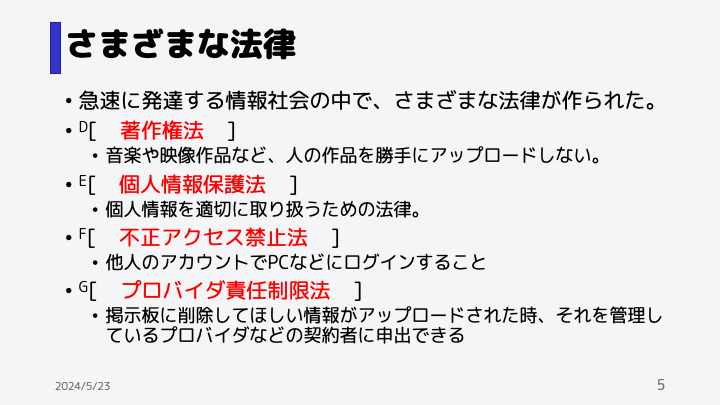 さまざまな法律
• 急速に発達する情報社会の中で、さまざまな法律が作られた。
• D[ 著作権法 ]
• 音楽や映像作品など、人の作品を勝手にアップロードしない。
• E[ 個人情報保護法 ]
• 個人情報を適切に取り扱うための法律。
• F[ 不正アクセス禁止法 ]
• 他人のアカウントでPCなどにログインすること
• G[ プロバイダ責任制限法 ]
• 掲示板に削除してほしい情報がアップロードされた時、それを管理し
ているプロバイダなどの契約者に申出できる
2024/5/23
5